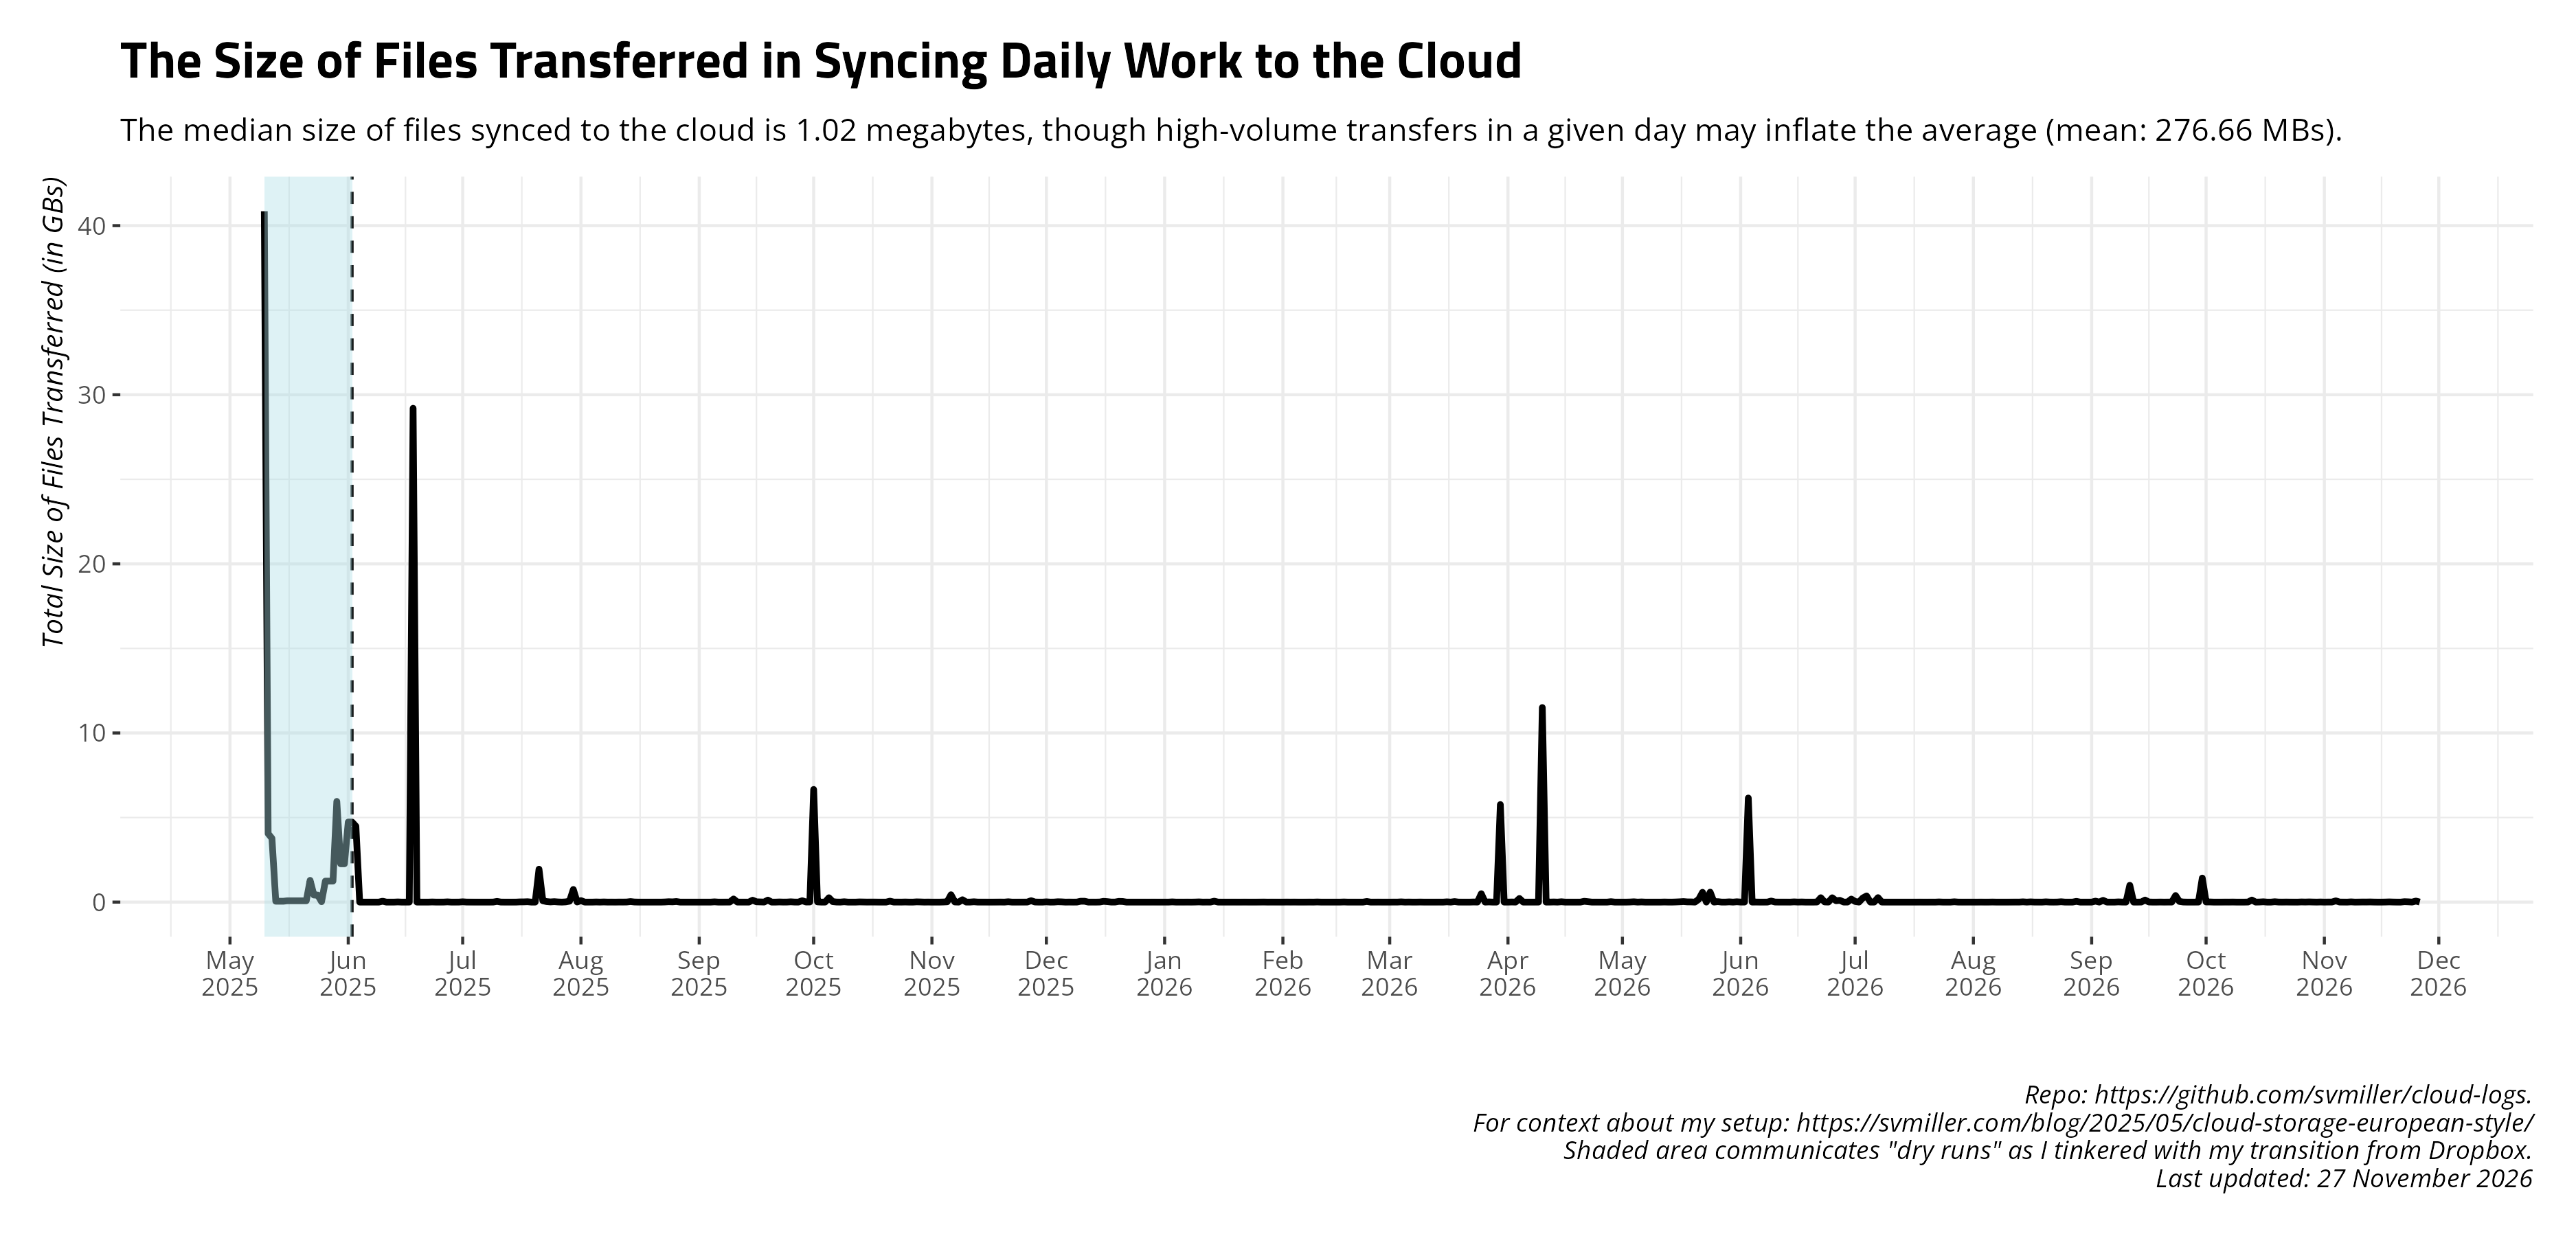 The Size of Files Transferred in Syncing Daily Work to the Cloud
The median size of files synced to the cloud is 1.02 megabytes, though high-volume transfers in a given day may inflate the average (mean: 276.66 MBs).
Total Size of Files Transferred (in GBs)
40
30
20
10
0
May Jun Jul Aug Sep Oct Nov Dec Jan Feb Mar Apr May Jun Jul Aug Sep Oct Nov Dec
2025 2025 2025 2025 2025 2025 2025 2025 2026 2026 2026 2026 2026 2026 2026 2026 2026 2026 2026 2026
Repo: https://github.com/svmiller/cloud-logs.
For context about my setup: https://svmiller.com/blog/2025/05/cloud-storage-european-style/
Shaded area communicates "dry runs" as I tinkered with my transition from Dropbox.
Last updated: 27 November 2026